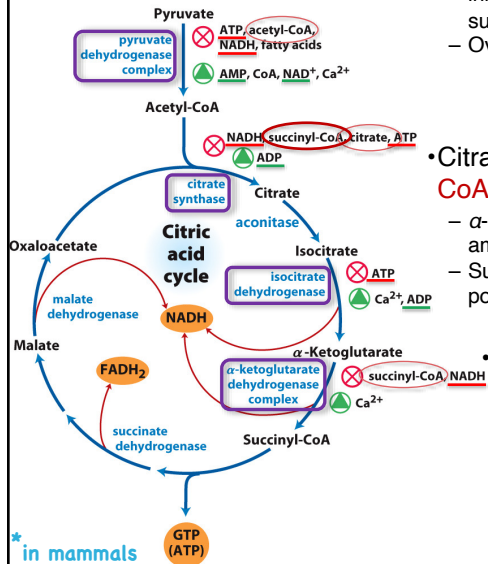 Pyruvate
pyruvate
dehydrogenase
complex
ATP, acetyl-CoA,
NADH, fatty acids
AMP, CoA, NAD⁺, Ca²⁺
Acetyl-CoA
NADH, succinyl-CoA, citrate, ATP
ADP
citrate
synthase
Citrate
aconitase
Citric
acid
cycle
Isocitrate
isocitrate
dehydrogenase
ATP
Ca²⁺, ADP
Oxaloacetate
malate
dehydrogenase
NADH
Malate
FADH₂
α-Ketoglutarate
α-ketoglutarate
dehydrogenase
complex
succinyl-CoA, NADH
Ca²⁺
Succinyl-CoA
succinate
dehydrogenase
GTP
(ATP)
*in mammals
su
– Ov
•Citra
CoA
– α-
am
– Su
po
•